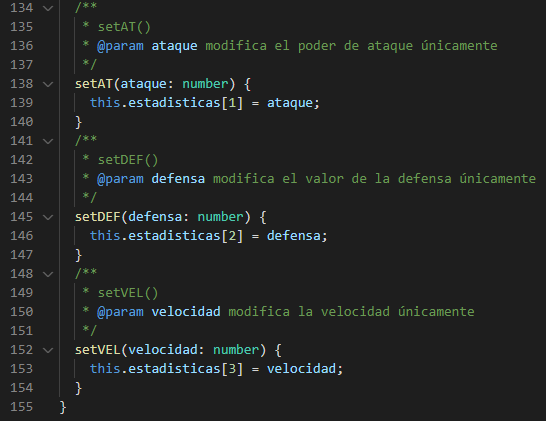 134 /**
135 * setAT()
136 * @param ataque modifica el poder de ataque únicamente
137 */
138 setAT(ataque: number) {
139 this.estadisticas[1] = ataque;
140 }
141 /**
142 * setDEF()
143 * @param defensa modifica el valor de la defensa únicamente
144 */
145 setDEF(defensa: number) {
146 this.estadisticas[2] = defensa;
147 }
148 /**
149 * setVEL()
150 * @param velocidad modifica la velocidad únicamente
151 */
152 setVEL(velocidad: number) {
153 this.estadisticas[3] = velocidad;
154 }
155 }